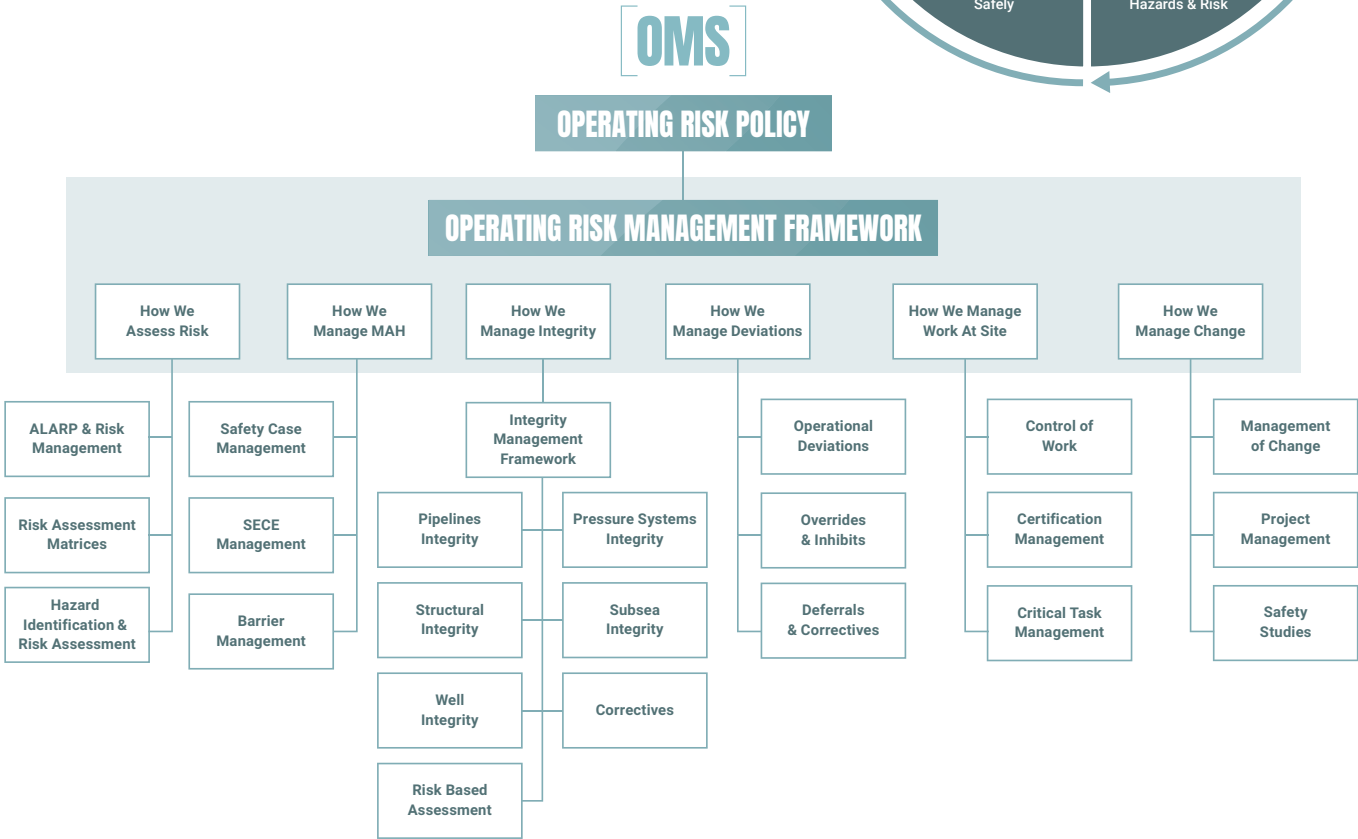 Safely
Hazards & Risk
OMS
OPERATING RISK POLICY
OPERATING RISK MANAGEMENT FRAMEWORK
How We
Assess Risk
How We
Manage MAH
How We
Manage Integrity
How We
Manage Deviations
How We Manage
Work At Site
How We
Manage Change
ALARP & Risk
Management
Risk Assessment
Matrices
Hazard
Identification &
Risk Assessment
Safety Case
Management
SECE
Management
Barrier
Management
Integrity
Management
Framework
Pipelines
Integrity
Pressure Systems
Integrity
Structural
Integrity
Subsea
Integrity
Well
Integrity
Correctives
Risk Based
Assessment
Operational
Deviations
Overrides
& Inhibits
Deferrals
& Correctives
Control of
Work
Certification
Management
Critical Task
Management
Management
of Change
Project
Management
Safety
Studies